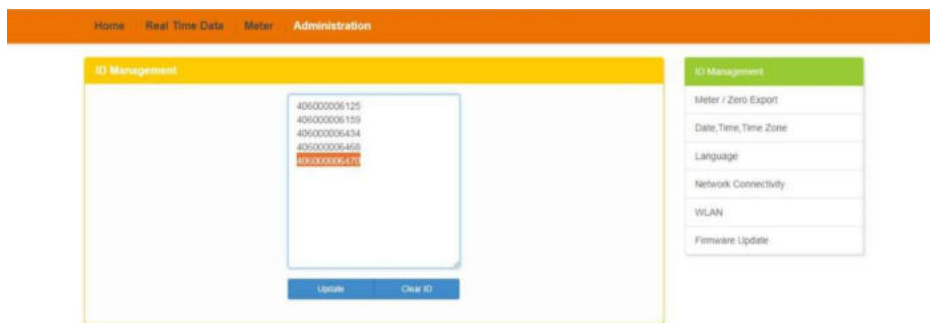 Home Real Time Data Meter Administration
ID Management
406000006125
406000006159
406000006434
406000006468
406000006470
Update Clear ID
ID Management
Meter / Zero Export
Date,Time,Time Zone
Language
Network Connectivity
WLAN
Firmware Update